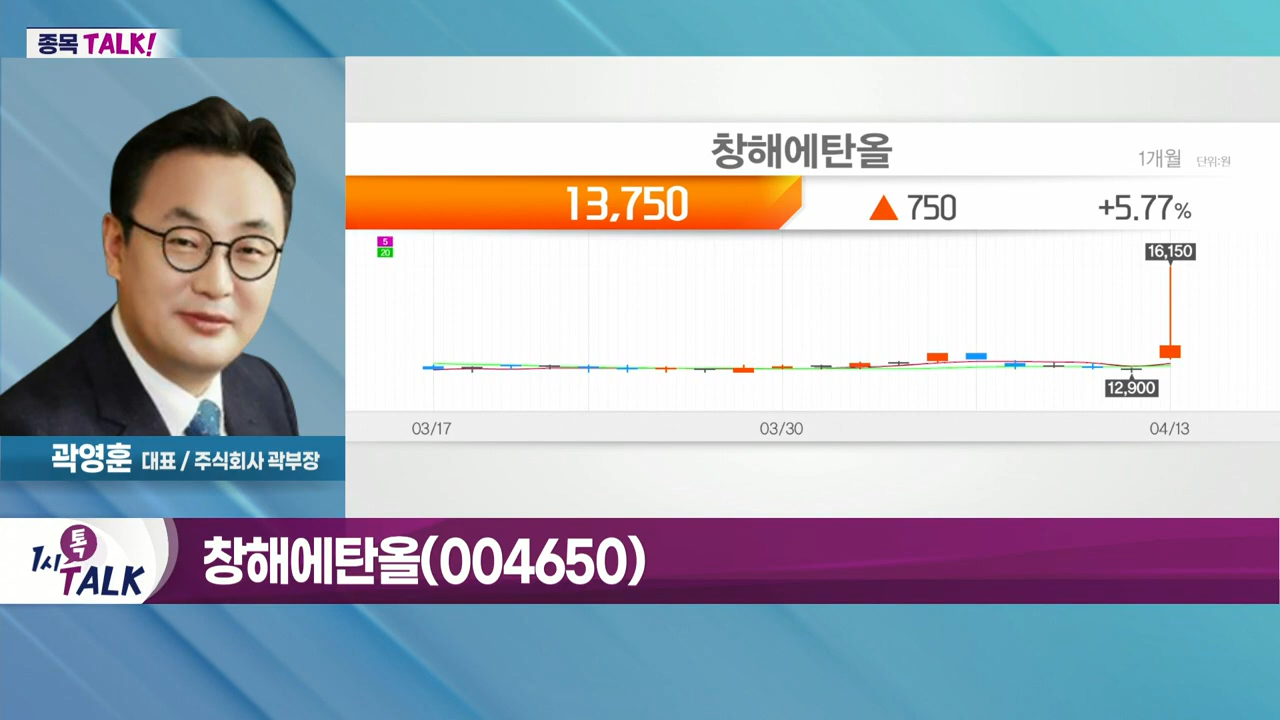 종목 TALK!
창해에탄올
1개월 단위:원
13,750 ▲ 750 +5.77%
5
20
16,150
12,900
03/17 03/30 04/13
곽영훈 대표 / 주식회사 곽부장
1시 톡 TALK
창해에탄올(004650)